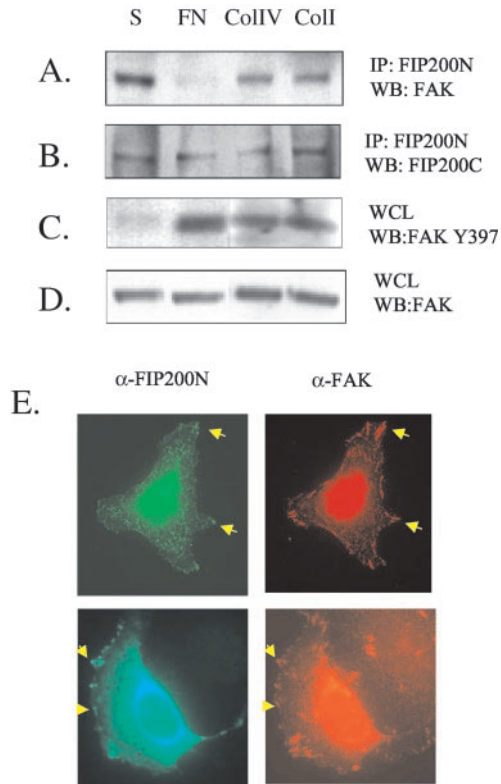 S FN ColIV ColI
A.
IP: FIP200N
WB: FAK
B.
IP: FIP200N
WB: FIP200C
C.
WCL
WB:FAK Y397
D.
WCL
WB:FAK
E.
α-FIP200N α-FAK